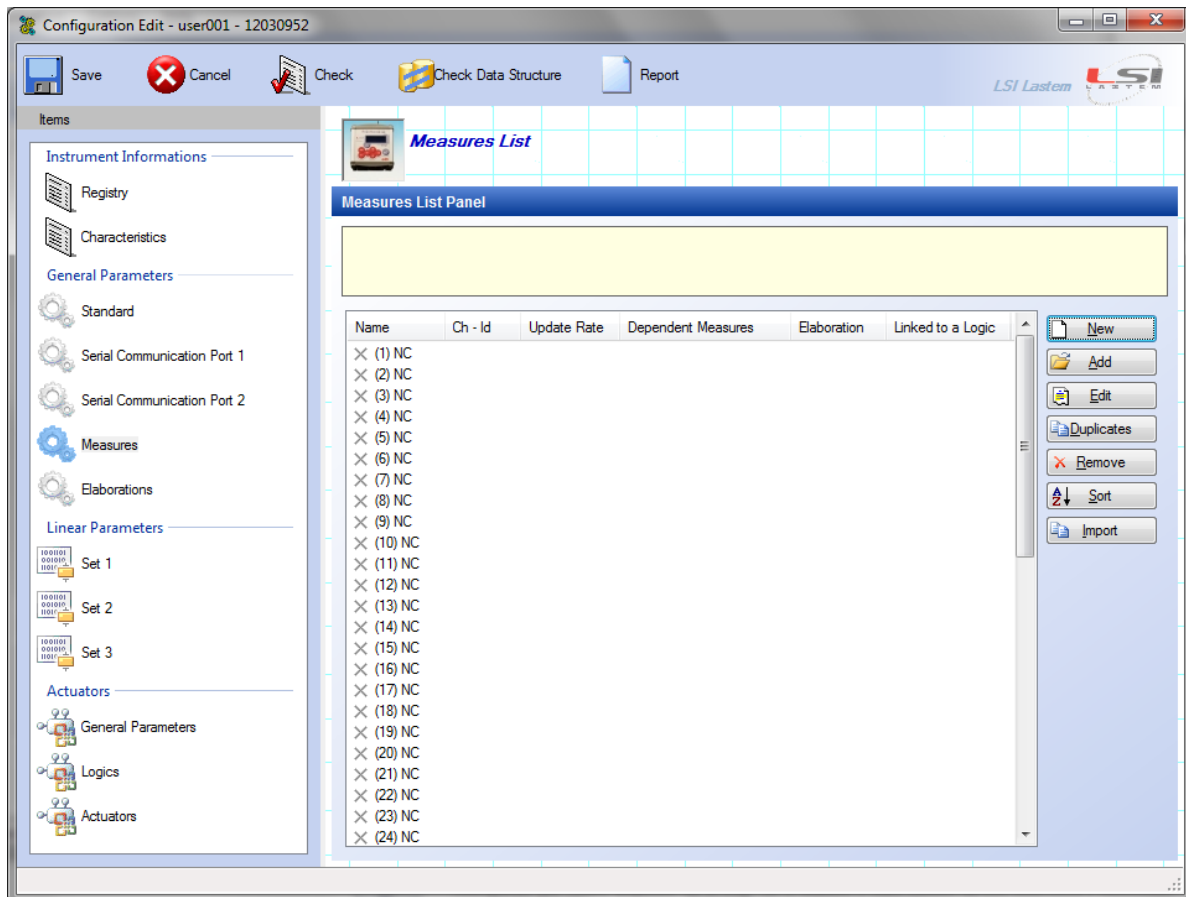 Configuration Edit - user001 - 12030952
Save Cancel Check Check Data Structure Report
LSI Lastem LSI LASTEM
Items
Instrument Informations
Registry
Characteristics
General Parameters
Standard
Serial Communication Port 1
Serial Communication Port 2
Measures
Elaborations
Linear Parameters
Set 1
Set 2
Set 3
Actuators
General Parameters
Logics
Actuators
Measures List
Measures List Panel
Name Ch - Id Update Rate Dependent Measures Elaboration Linked to a Logic
(1) NC
(2) NC
(3) NC
(4) NC
(5) NC
(6) NC
(7) NC
(8) NC
(9) NC
(10) NC
(11) NC
(12) NC
(13) NC
(14) NC
(15) NC
(16) NC
(17) NC
(18) NC
(19) NC
(20) NC
(21) NC
(22) NC
(23) NC
(24) NC
New
Add
Edit
Duplicates
Remove
Sort
Import